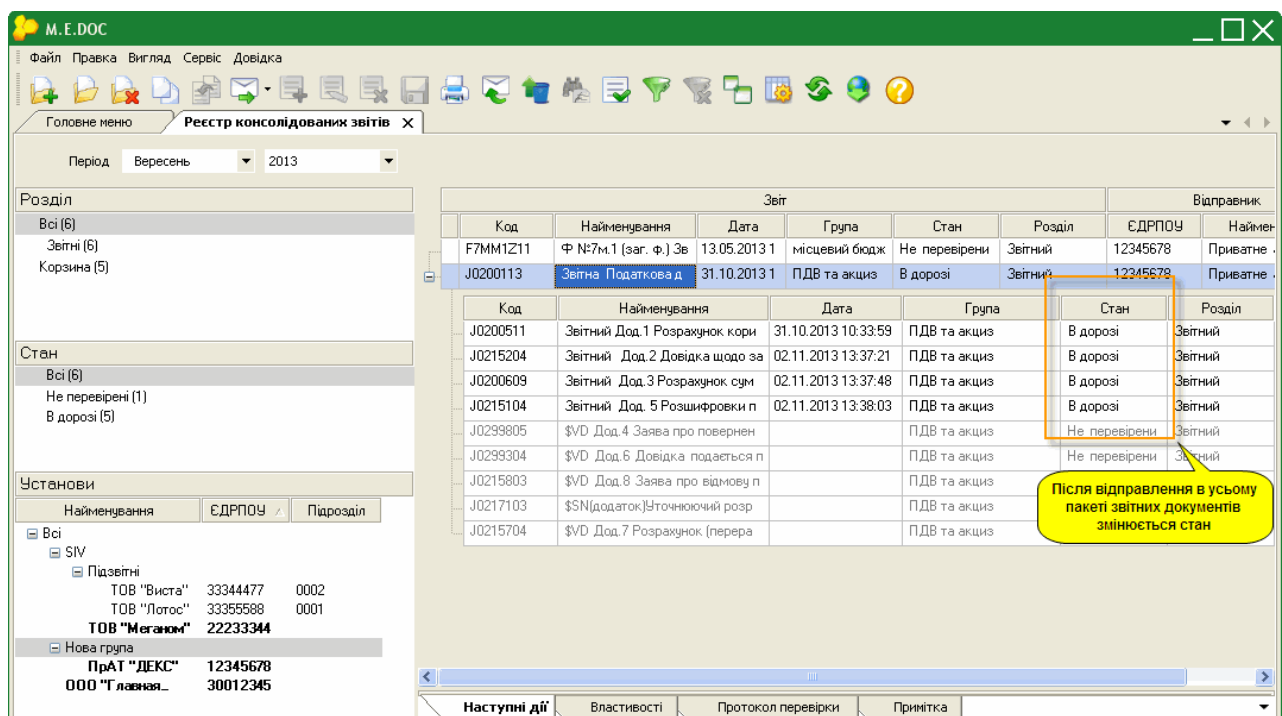 M.E.DOC
Файл Правка Вигляд Сервіс Довідка
Головне меню Реєстр консолідованих звітів
Період Вересень 2013
Розділ
Всі (6)
Звітні (6)
Корзина (5)
Стан
Всі (6)
Не перевірені (1)
В дорозі (5)
Установи
Найменування ЄДРПОУ Підрозділ
Всі
SIV
Підзвітні
ТОВ "Виста" 33344477 0002
ТОВ "Лотос" 33355588 0001
ТОВ "Меганом" 22233344
Нова група
ПрАТ "ДЕКС" 12345678
ООО "Главная_ 30012345
Звіт Відправник
Код Найменування Дата Група Стан Розділ ЄДРПОУ Наймен
F7MM1Z11 Ф №7м.1 (заг. ф.) Зв 13.05.2013 1 місцевий бюдж Не перевірени Звітний 12345678 Приватне
J0200113 Звітна Податкова д 31.10.2013 1 ПДВ та акциз В дорозі Звітний 12345678 Приватне
Код Найменування Дата Група Стан Розділ
J0200511 Звітний Дод.1 Розрахунок кори 31.10.2013 10:33:59 ПДВ та акциз В дорозі Звітний
J0215204 Звітний Дод.2 Довідка щодо за 02.11.2013 13:37:21 ПДВ та акциз В дорозі Звітний
J0200609 Звітний Дод.3 Розрахунок сум 02.11.2013 13:37:48 ПДВ та акциз В дорозі Звітний
J0215104 Звітний Дод. 5 Розшифровки п 02.11.2013 13:38:03 ПДВ та акциз В дорозі Звітний
J0299805 $VD Дод.4 Заява про повернен ПДВ та акциз Не перевірени Звітний
J0299304 $VD Дод.6 Довідка подається п ПДВ та акциз Не перевірени Звітний
J0215803 $VD Дод.8 Заява про відмову п ПДВ та акциз
J0217103 $SN(додаток)Уточнюючий розр ПДВ та акциз
J0215704 $VD Дод.7 Розрахунок (перера ПДВ та акциз
Після відправлення в усьому
пакеті звітних документів
змінюється стан
Наступні дії Властивості Протокол перевірки Примітка